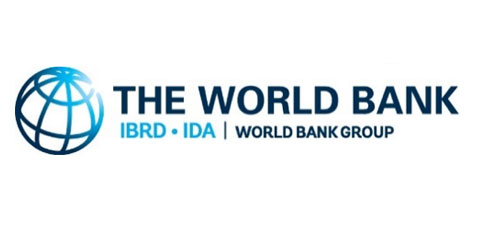 THE WORLD BANK
IBRD • IDA | WORLD BANK GROUP